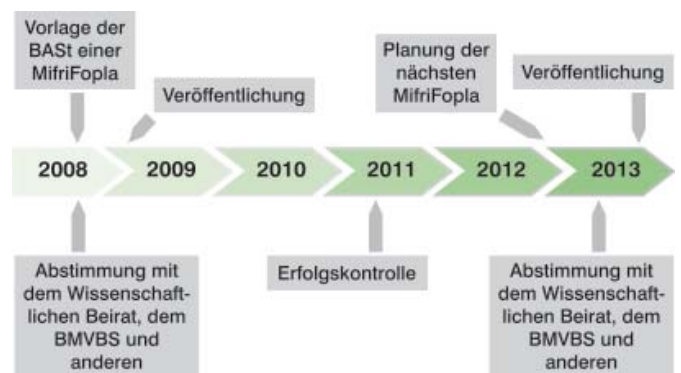 Vorlage der
BASt einer
MifriFopla
Veröffentlichung
Planung der
nächsten
MifriFopla
Veröffentlichung
2008
2009
2010
2011
2012
2013
Abstimmung mit
dem Wissenschaft-
lichen Beirat, dem
BMVBS und
anderen
Erfolgskontrolle
Abstimmung mit
dem Wissenschaft-
lichen Beirat, dem
BMVBS und
anderen